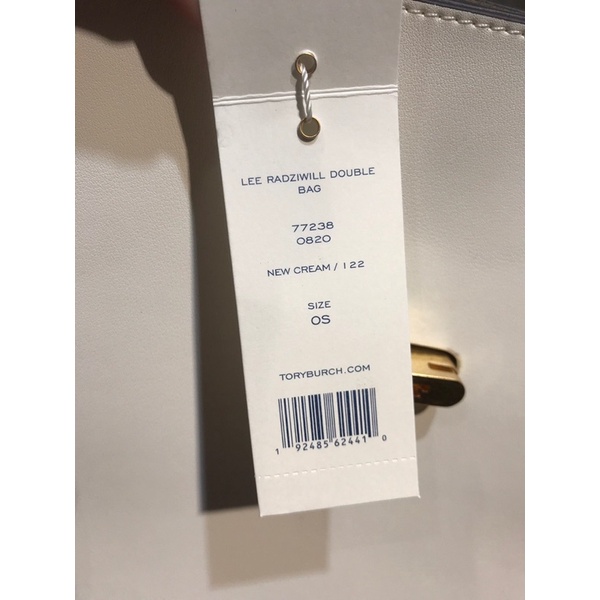 LEE RADZIWILL DOUBLE
BAG
77238
0820
NEW CREAM / 122
SIZE
OS
TORYBURCH.COM
1 92485 62441 0